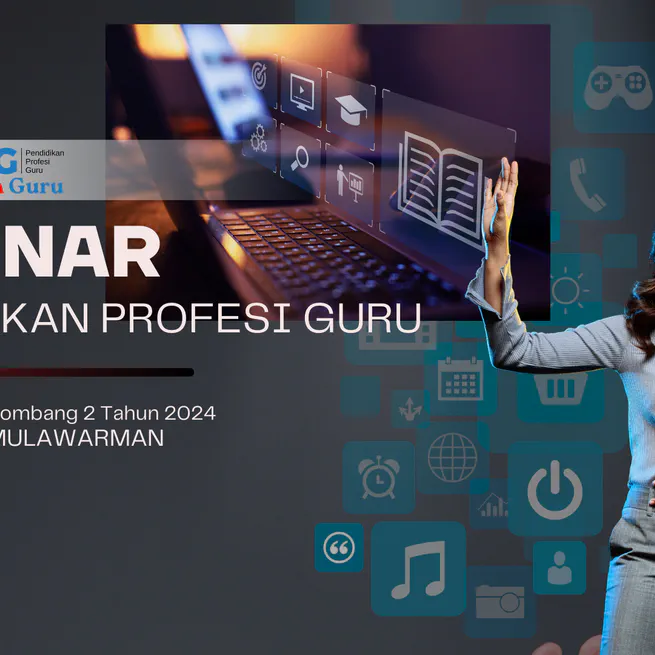 G
Pendidikan
Profesi
Guru
Guru
NAR
KAN PROFESI GURU
ombang 2 Tahun 2024
MULAWARMAN